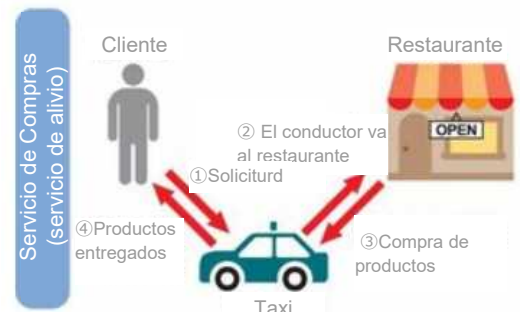 Servicio de Compras
(servicio de alivio)
Cliente
Restaurante
OPEN
② El conductor va
al restaurante
①Soliciturd
④Productos
entregados
③Compra de
productos
Taxi